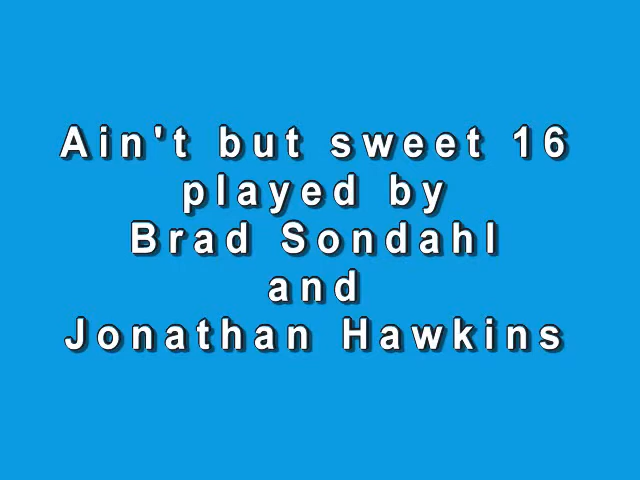 Ain't but sweet 16
played by
Brad Sondahl
and
Jonathan Hawkins